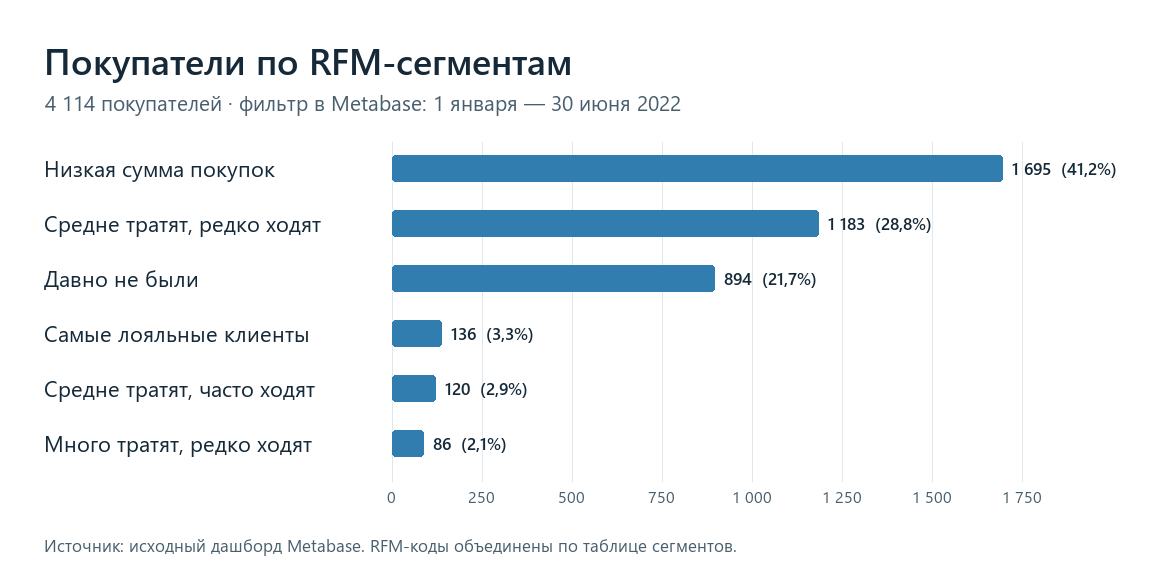 Покупатели по RFM-сегментам
4 114 покупателей · фильтр в Metabase: 1 января — 30 июня 2022
Низкая сумма покупок 1 695 (41,2%)
Средне тратят, редко ходят 1 183 (28,8%)
Давно не были 894 (21,7%)
Самые лояльные клиенты 136 (3,3%)
Средне тратят, часто ходят 120 (2,9%)
Много тратят, редко ходят 86 (2,1%)
0 250 500 750 1 000 1 250 1 500 1 750
Источник: исходный дашборд Metabase. RFM-коды объединены по таблице сегментов.